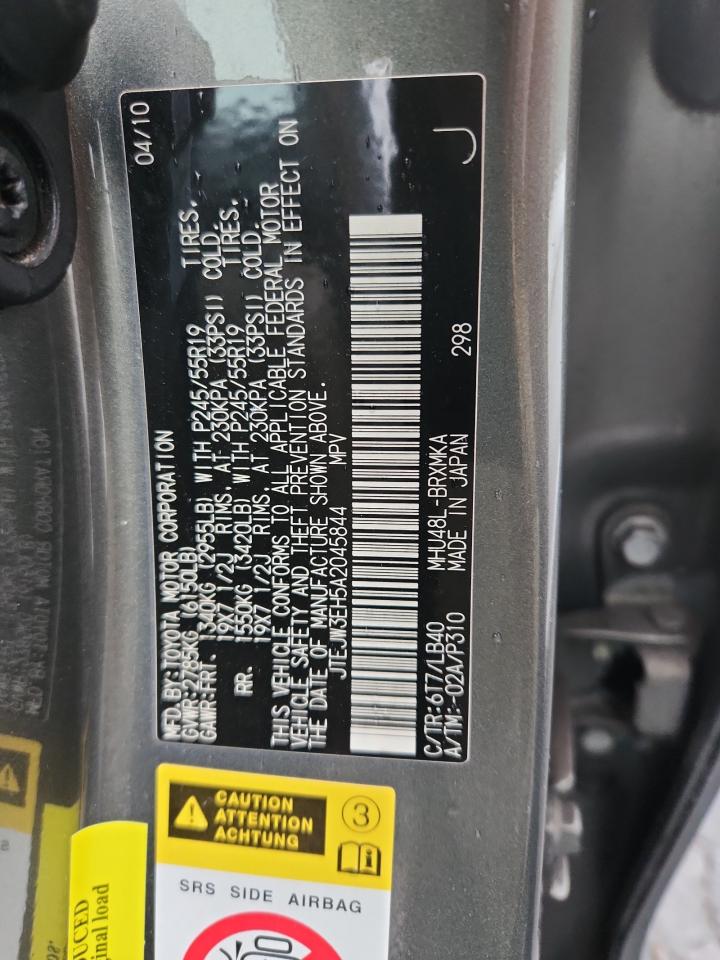 MFD.BY:TOYOTA MOTOR CORPORATION 04/10
GVWR:2785KG (6150LB)
GAWR:FRT. 1340KG (2955LB) WITH P245/55R19 TIRES.
19X7 1/2J RIMS, AT 230KPA (33PSI) COLD.
RR. 1550KG (3420LB) WITH P245/55R19 TIRES.
19X7 1/2J RIMS, AT 230KPA (33PSI) COLD.
THIS VEHICLE CONFORMS TO ALL APPLICABLE FEDERAL MOTOR
VEHICLE SAFETY AND THEFT PREVENTION STANDARDS IN EFFECT ON
THE DATE OF MANUFACTURE SHOWN ABOVE.
JTEJW3EH5A2045844 MPV
C/TR:6T7/LB40 MHU48L-BRXMKA 298
A/TM:-02A/P310 MADE IN JAPAN J
CAUTION
ATTENTION
ACHTUNG
3
i
SRS SIDE AIRBAG
UCED
ginal load